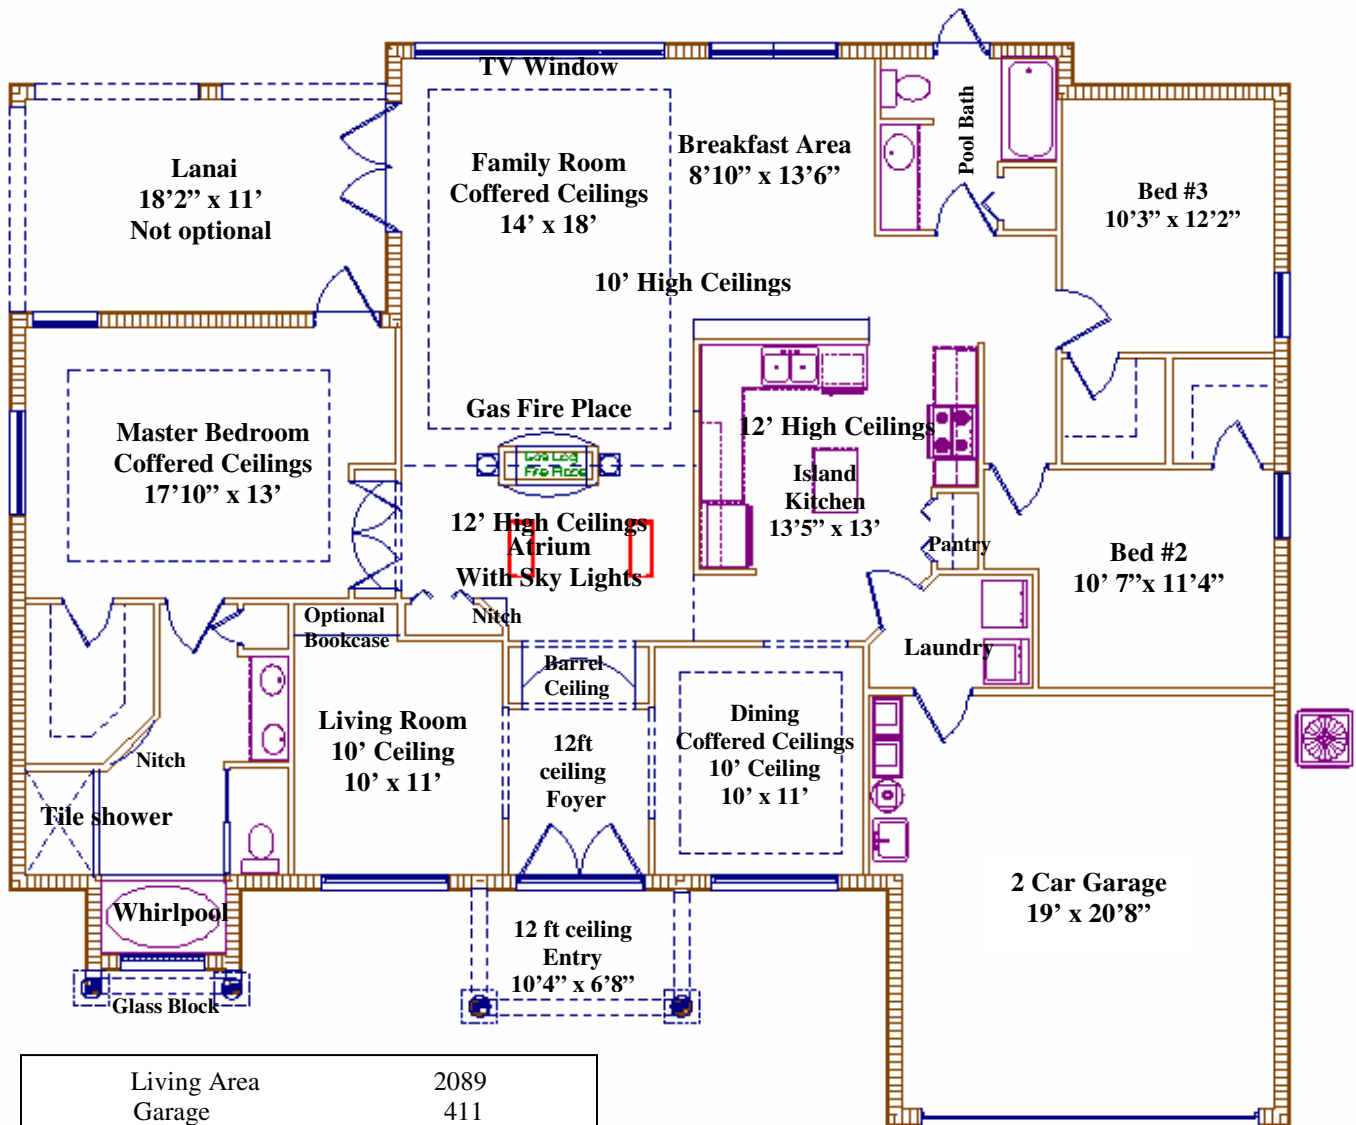 TV Window
Lanai
18’2” x 11’
Not optional
Family Room
Coffered Ceilings
14’ x 18’
Breakfast Area
8’10” x 13’6”
Pool Bath
Bed #3
10’3” x 12’2”
10’ High Ceilings
Master Bedroom
Coffered Ceilings
17’10” x 13’
Gas Fire Place
Gas Log
Fire Place
12’ High Ceilings
Atrium
With Sky Lights
12’ High Ceilings
Island
Kitchen
13’5” x 13’
Pantry
Bed #2
10’ 7”x 11’4”
Optional
Bookcase
Nitch
Barrel
Ceiling
Laundry
Living Room
10’ Ceiling
10’ x 11’
12ft
ceiling
Foyer
Dining
Coffered Ceilings
10’ Ceiling
10’ x 11’
Nitch
Tile shower
Whirlpool
Glass Block
12 ft ceiling
Entry
10’4” x 6’8”
2 Car Garage
19’ x 20’8”
Living Area 2089
Garage 411